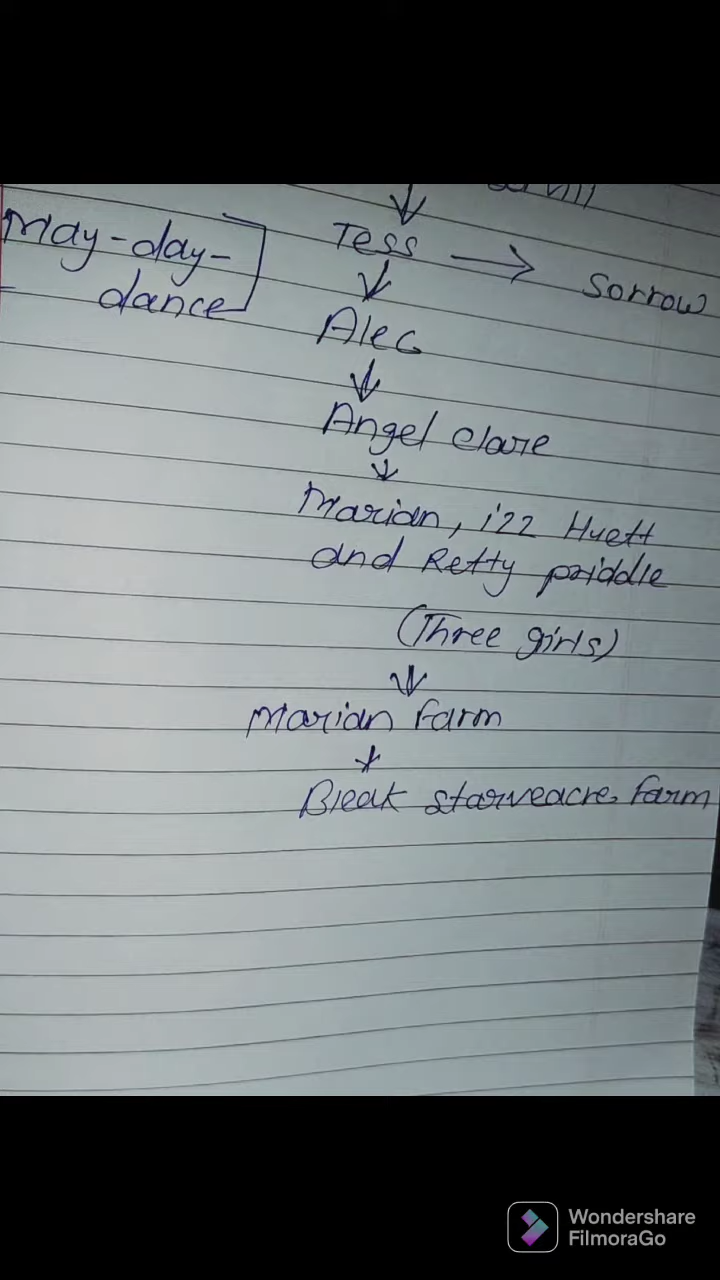 May-day-
dance
Tess → Sorrow
Alec
Angel Clare
Marian, izz Huett
and Retty priddle
(Three girls)
Marian Farm
Bleak starveacre Farm
Wondershare
FilmoraGo